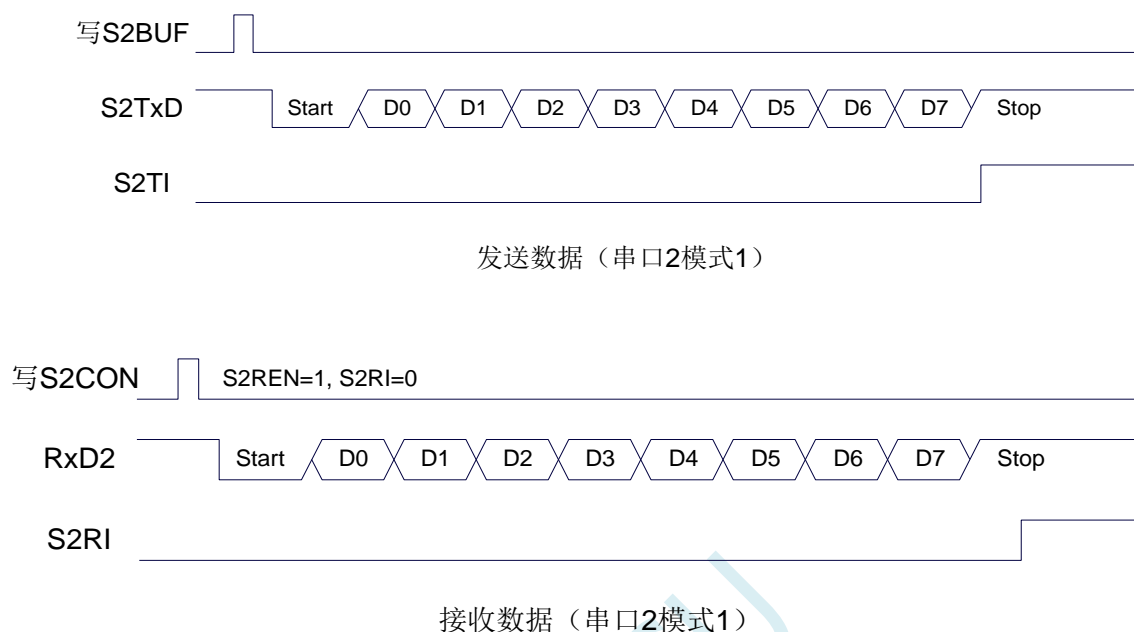 写S2BUF
S2TxD Start D0 D1 D2 D3 D4 D5 D6 D7 Stop
S2TI
发送数据（串口2模式1）
写S2CON S2REN=1, S2RI=0
RxD2 Start D0 D1 D2 D3 D4 D5 D6 D7 Stop
S2RI
接收数据（串口2模式1）